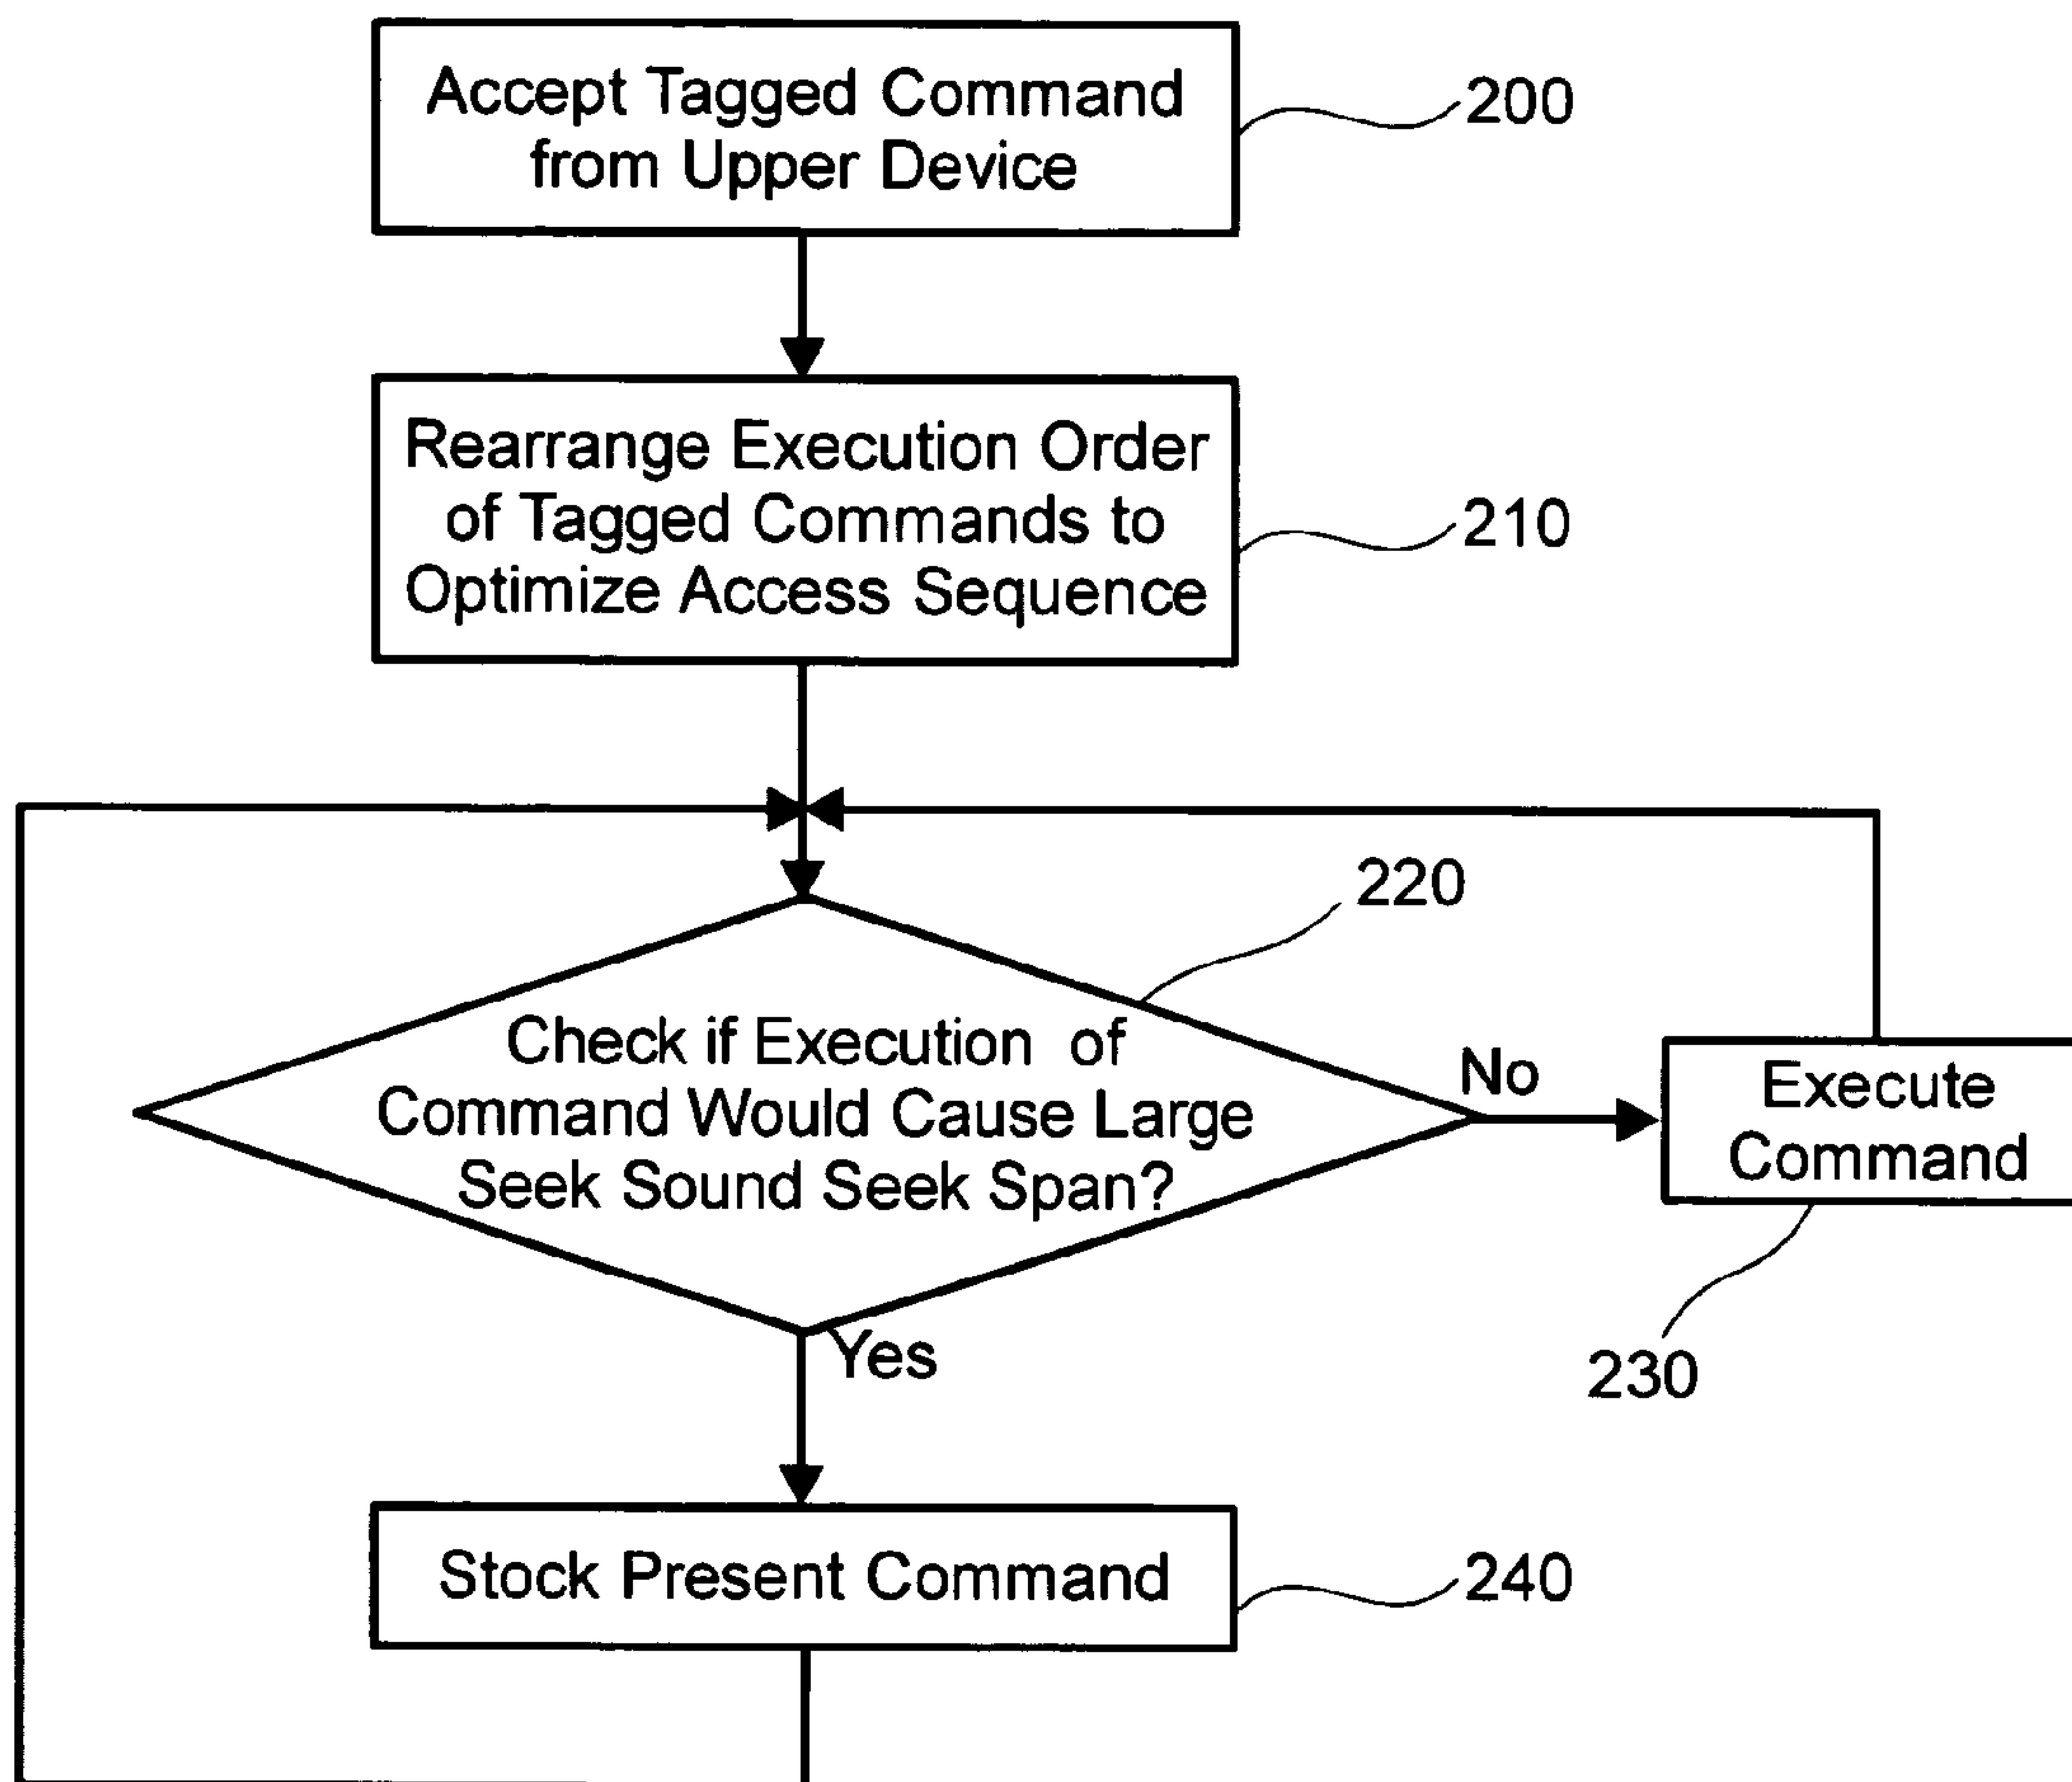 Accept Tagged Command
from Upper Device
200
Rearrange Execution Order
of Tagged Commands to
Optimize Access Sequence
210
220
Check if Execution of
Command Would Cause Large
Seek Sound Seek Span?
No
Execute
Command
230
Yes
Stock Present Command
240